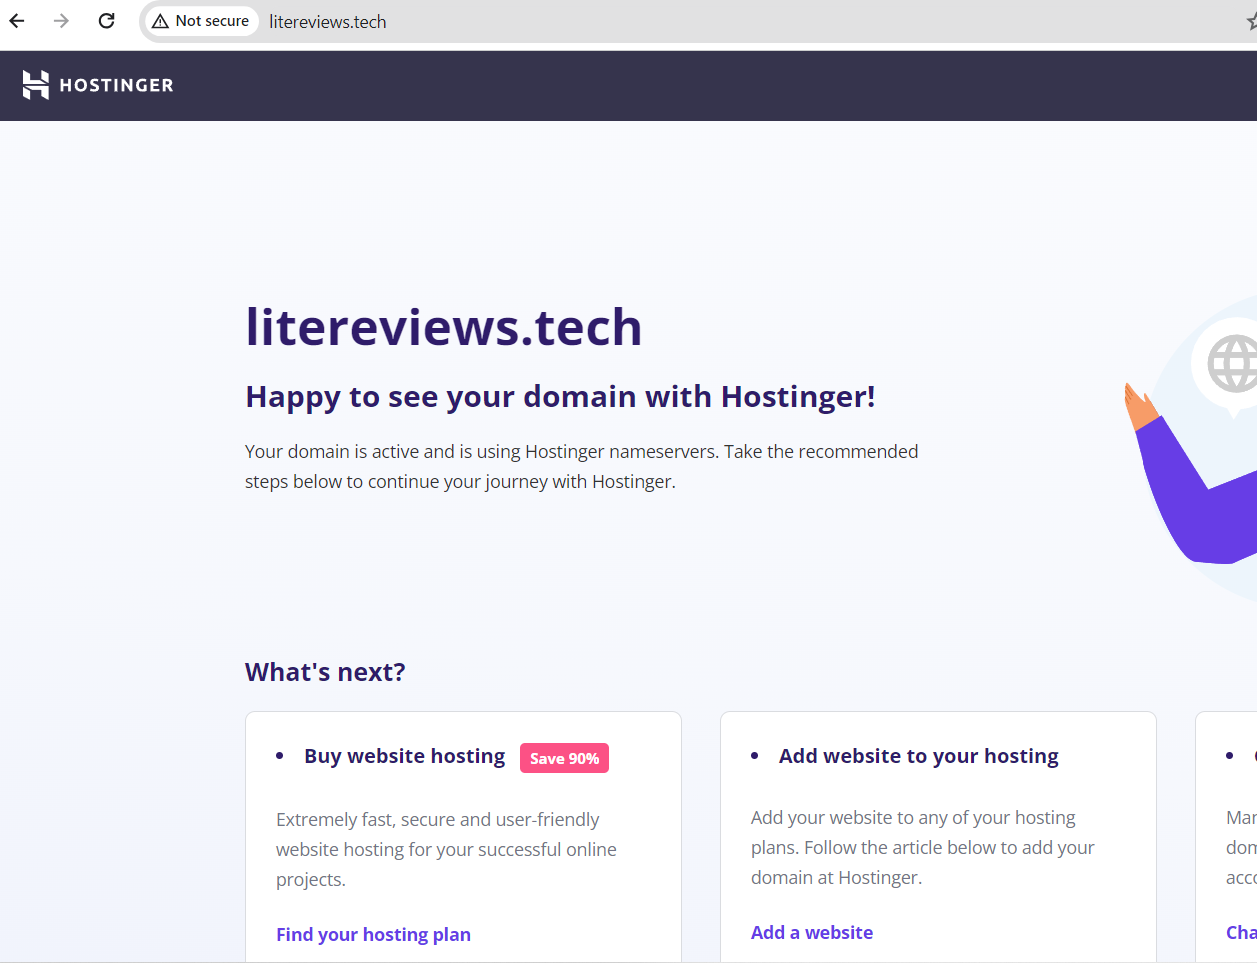 Not secure litereviews.tech
HOSTINGER
litereviews.tech
Happy to see your domain with Hostinger!
Your domain is active and is using Hostinger nameservers. Take the recommended
steps below to continue your journey with Hostinger.
What's next?
Buy website hosting Save 90%
Extremely fast, secure and user-friendly
website hosting for your successful online
projects.
Find your hosting plan
Add website to your hosting
Add your website to any of your hosting
plans. Follow the article below to add your
domain at Hostinger.
Add a website